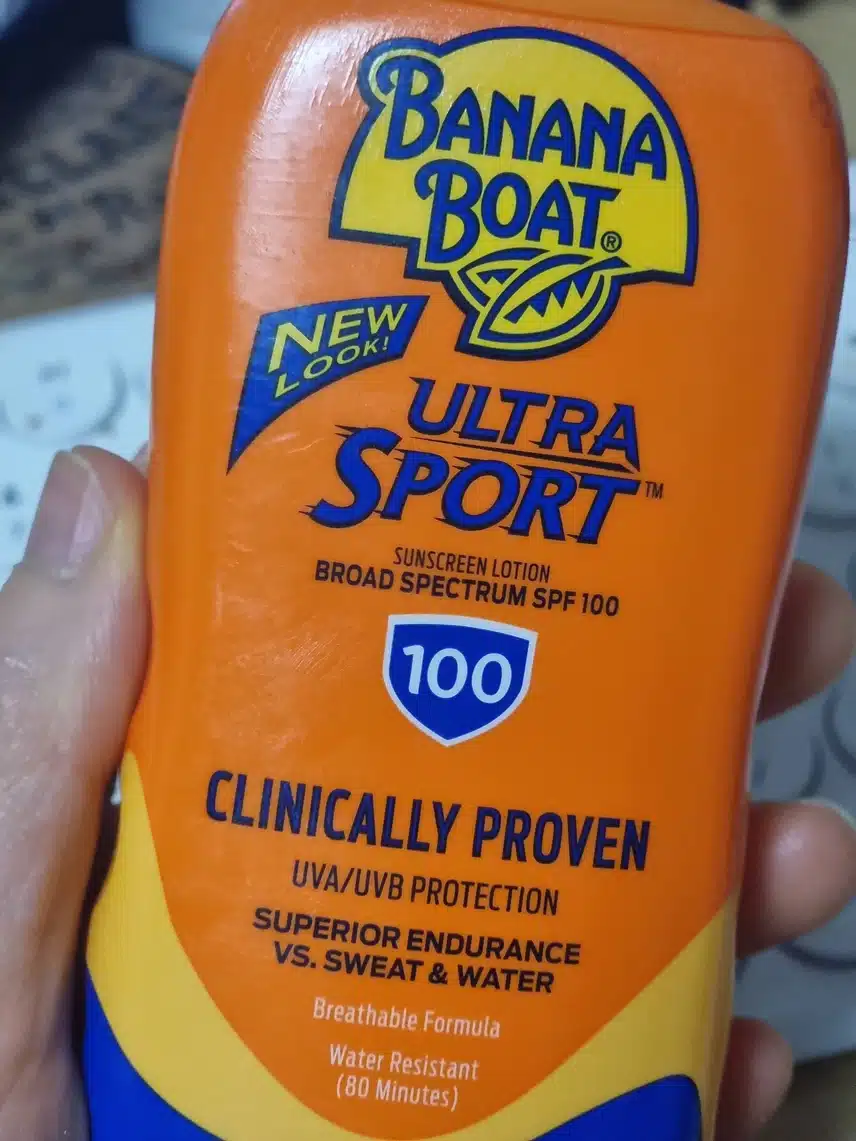 BANANA
BOAT®
NEW
LOOK!
ULTRA
SPORT™
SUNSCREEN LOTION
BROAD SPECTRUM SPF 100
100
CLINICALLY PROVEN
UVA/UVB PROTECTION
SUPERIOR ENDURANCE
VS. SWEAT & WATER
Breathable Formula
Water Resistant
(80 Minutes)